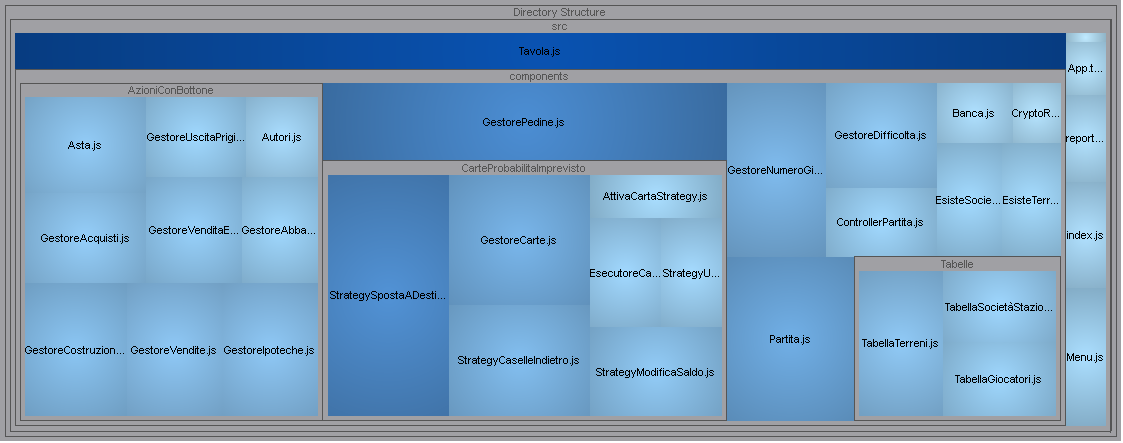 Directory Structure
src
Tavola.js
components
App.t...
report...
index.js
Menu.js
AzioniConBottone
Asta.js
GestoreUscitaPrigi...
Autori.js
GestoreAcquisti.js
GestoreVenditaE...
GestoreAbba...
GestoreCostruzion...
GestoreVendite.js
GestoreIpoteche.js
GestorePedine.js
CarteProbabilitaImprevisto
StrategySpostaADesti...
GestoreCarte.js
StrategyCaselleIndietro.js
AttivaCartaStrategy.js
EsecutoreCa...
StrategyU...
StrategyModificaSaldo.js
GestoreNumeroGi...
GestoreDifficolta.js
ControllerPartita.js
Banca.js
CryptoR...
EsisteSocie...
EsisteTerr...
Partita.js
Tabelle
TabellaTerreni.js
TabellaSocietàStazio...
TabellaGiocatori.js